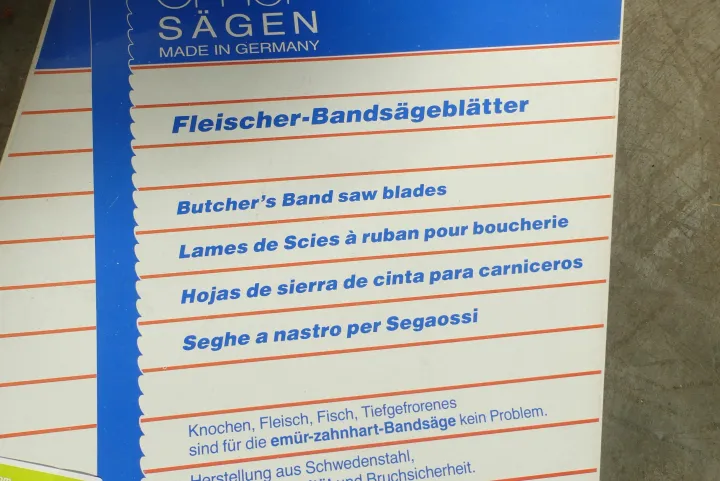 SÄGEN
MADE IN GERMANY
Fleischer-Bandsägeblätter
Butcher's Band saw blades
Lames de Scies à ruban pour boucherie
Hojas de sierra de cinta para carniceros
Seghe a nastro per Segaossi
Knochen, Fleisch, Fisch, Tiefgefrorenes
sind für die emür-zahnhart-Bandsäge kein Problem.
Herstellung aus Schwedenstahl,
und Bruchsicherheit.